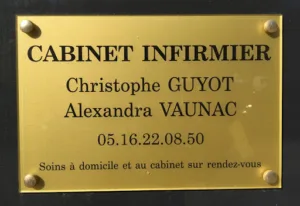 CABINET INFIRMIER
Christophe GUYOT
Alexandra VAUNAC
05.16.22.08.50
Soins à domicile et au cabinet sur rendez-vous